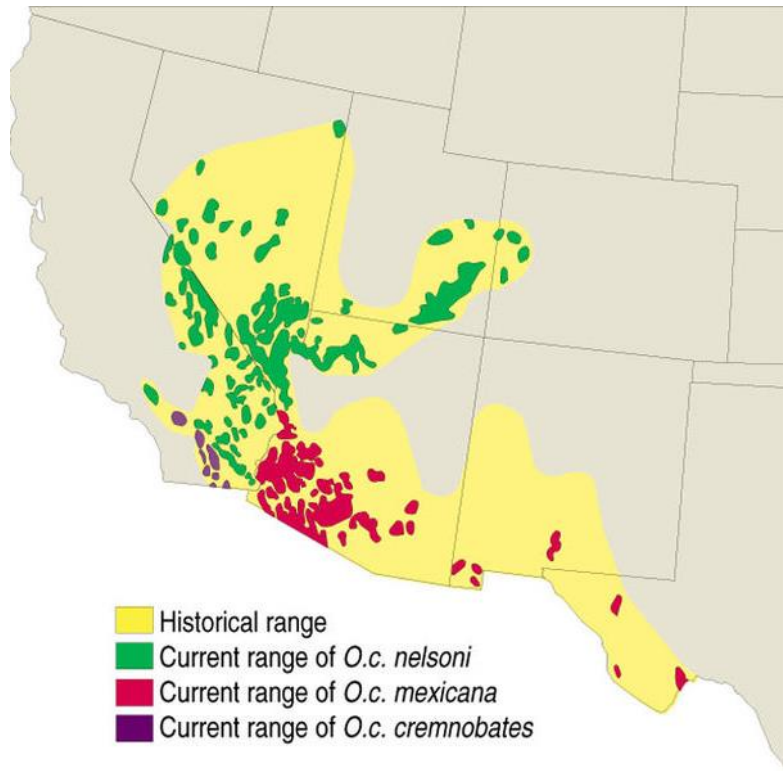 Historical range
Current range of O.c. nelsoni
Current range of O.c. mexicana
Current range of O.c. cremnobates